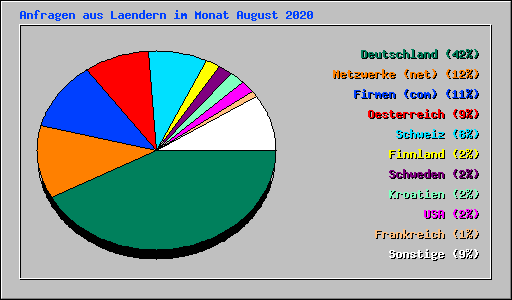 Anfragen aus Laendern im Monat August 2020
Deutschland (42%)
Netzwerke (net) (12%)
Firmen (com) (11%)
Oesterreich (9%)
Schweiz (8%)
Finnland (2%)
Schweden (2%)
Kroatien (2%)
USA (2%)
Frankreich (1%)
Sonstige (9%)